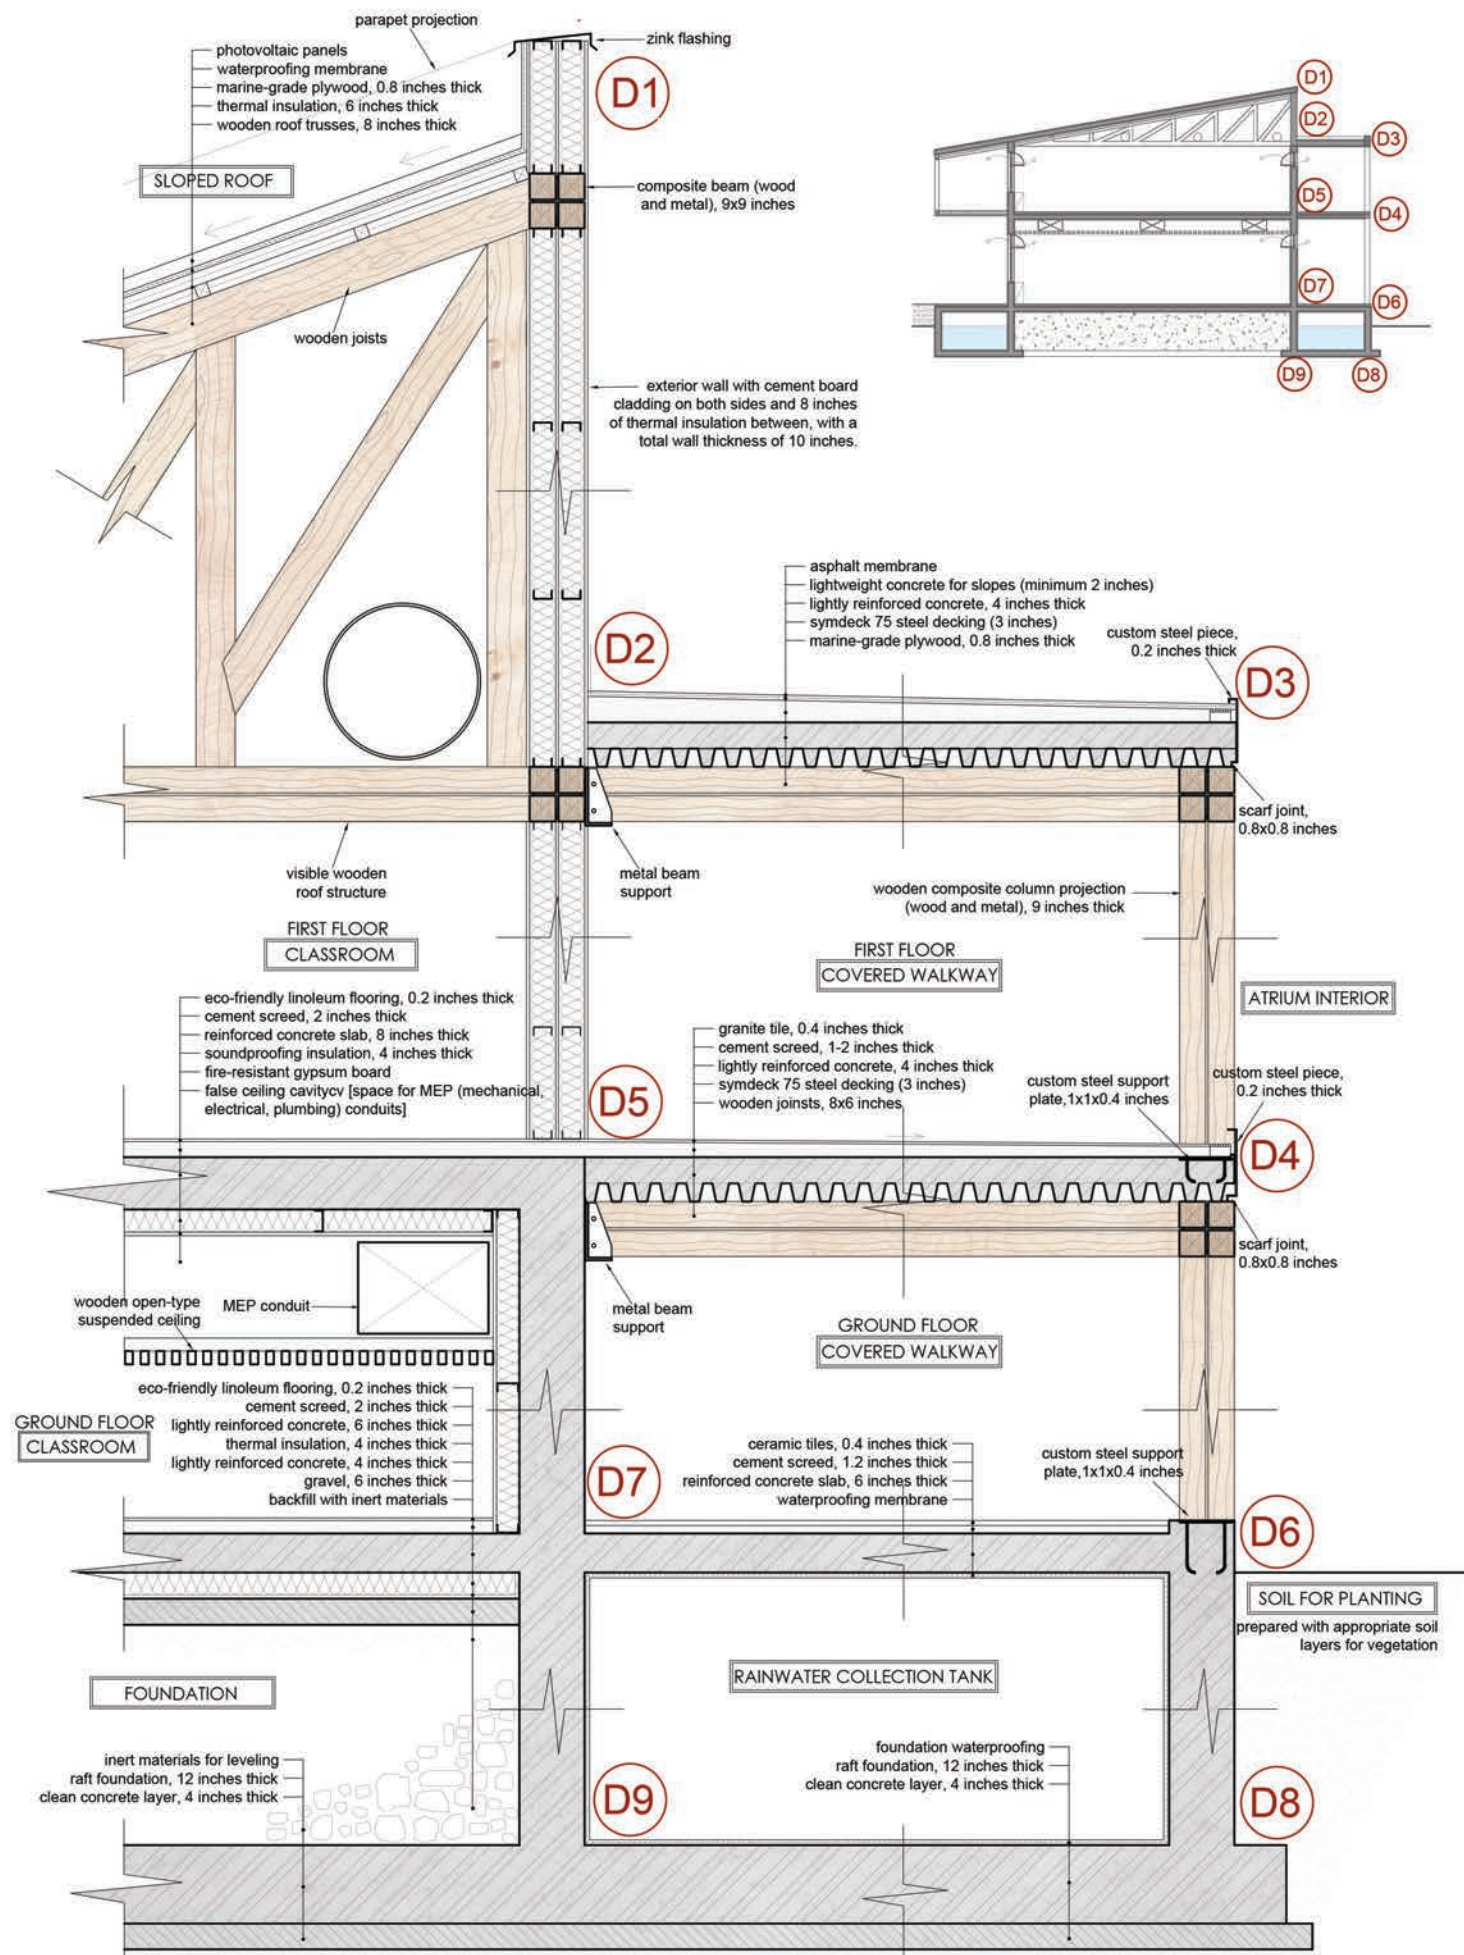 parapet projection
zink flashing
photovoltaic panels
waterproofing membrane
marine-grade plywood, 0.8 inches thick
thermal insulation, 6 inches thick
wooden roof trusses, 8 inches thick
D1
SLOPED ROOF
composite beam (wood
and metal), 9x9 inches
wooden joists
exterior wall with cement board
cladding on both sides and 8 inches
of thermal insulation between, with a
total wall thickness of 10 inches.
D1
D2
D3
D5
D4
D7
D6
D9
D8
asphalt membrane
lightweight concrete for slopes (minimum 2 inches)
lightly reinforced concrete, 4 inches thick
symdeck 75 steel decking (3 inches)
marine-grade plywood, 0.8 inches thick
D2
custom steel piece,
0.2 inches thick
D3
scarf joint,
0.8x0.8 inches
visible wooden
roof structure
metal beam
support
wooden composite column projection
(wood and metal), 9 inches thick
FIRST FLOOR
CLASSROOM
FIRST FLOOR
COVERED WALKWAY
ATRIUM INTERIOR
eco-friendly linoleum flooring, 0.2 inches thick
cement screed, 2 inches thick
reinforced concrete slab, 8 inches thick
soundproofing insulation, 4 inches thick
fire-resistant gypsum board
false ceiling cavitycv [space for MEP (mechanical,
electrical, plumbing) conduits]
D5
granite tile, 0.4 inches thick
cement screed, 1-2 inches thick
lightly reinforced concrete, 4 inches thick
symdeck 75 steel decking (3 inches)
wooden joinsts, 8x6 inches
custom steel support
plate,1x1x0.4 inches
custom steel piece,
0.2 inches thick
D4
scarf joint,
0.8x0.8 inches
wooden open-type
suspended ceiling
MEP conduit
metal beam
support
GROUND FLOOR
COVERED WALKWAY
GROUND FLOOR
CLASSROOM
eco-friendly linoleum flooring, 0.2 inches thick
cement screed, 2 inches thick
lightly reinforced concrete, 6 inches thick
thermal insulation, 4 inches thick
lightly reinforced concrete, 4 inches thick
gravel, 6 inches thick
backfill with inert materials
D7
ceramic tiles, 0.4 inches thick
cement screed, 1.2 inches thick
reinforced concrete slab, 6 inches thick
waterproofing membrane
custom steel support
plate,1x1x0.4 inches
D6
SOIL FOR PLANTING
prepared with appropriate soil
layers for vegetation
FOUNDATION
RAINWATER COLLECTION TANK
inert materials for leveling
raft foundation, 12 inches thick
clean concrete layer, 4 inches thick
D9
foundation waterproofing
raft foundation, 12 inches thick
clean concrete layer, 4 inches thick
D8